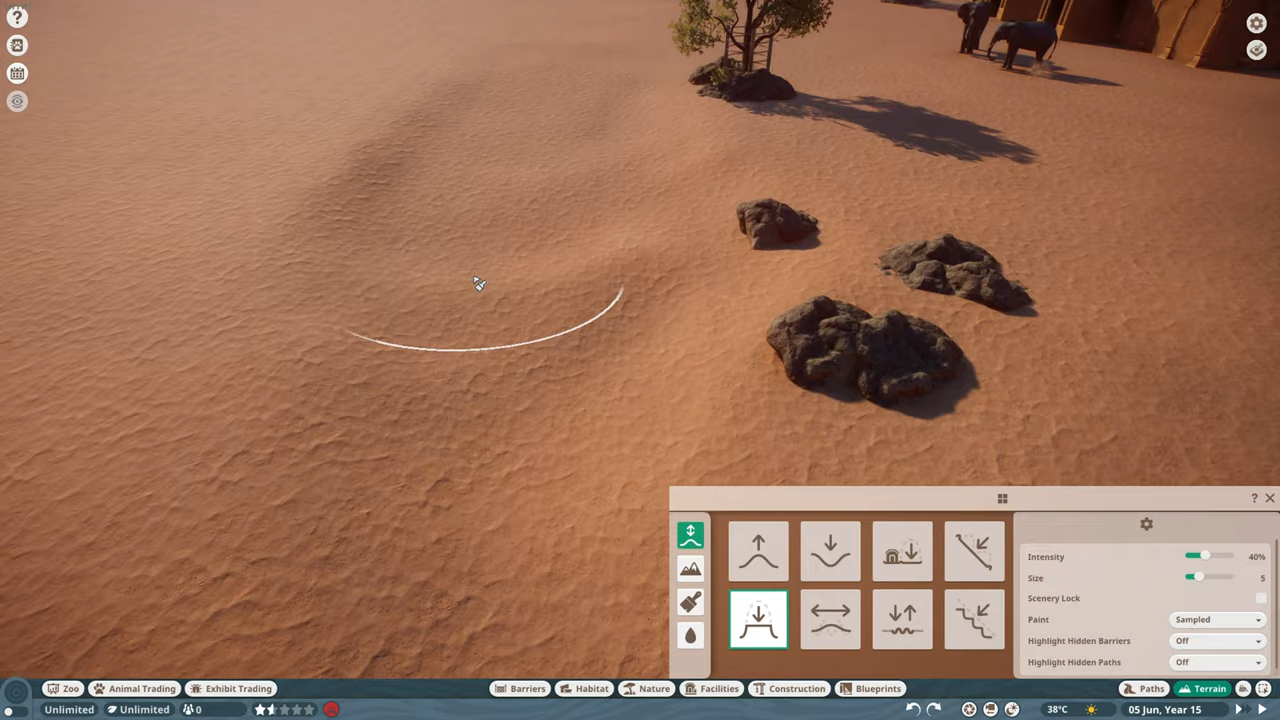 ?
? 
Intensity 40%
Size 5
Scenery Lock
Paint Sampled
Highlight Hidden Barriers Off
Highlight Hidden Paths Off
Zoo Animal Trading Exhibit Trading Barriers Habitat Nature Facilities Construction Blueprints Paths Terrain
Unlimited Unlimited 0 38°C 05 Jun, Year 15